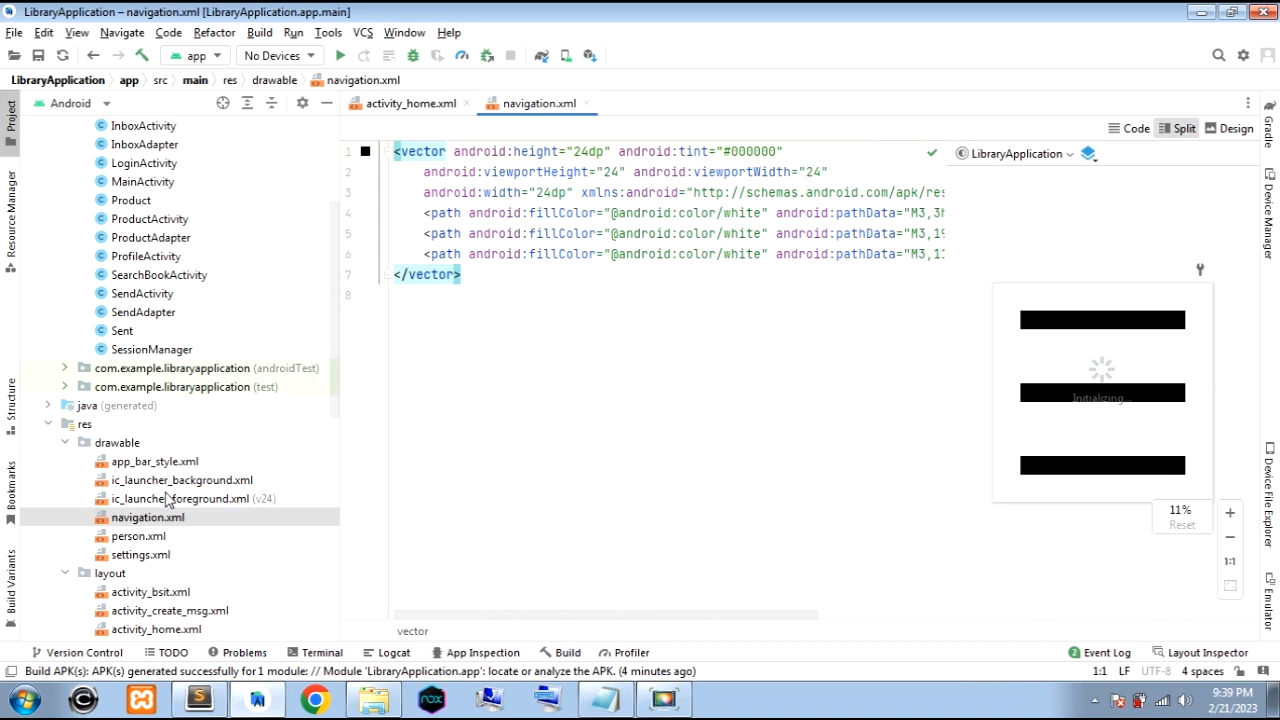 LibraryApplication – navigation.xml [LibraryApplication.app.main]
File Edit View Navigate Code Refactor Build Run Tools VCS Window Help
app No Devices
LibraryApplication app src main res drawable navigation.xml
Project
Android
activity_home.xml navigation.xml
Gradle
Code Split Design
InboxActivity
InboxAdapter
LoginActivity
MainActivity
Product
ProductActivity
ProductAdapter
ProfileActivity
SearchBookActivity
SendActivity
SendAdapter
Sent
SessionManager
com.example.libraryapplication (androidTest)
com.example.libraryapplication (test)
java (generated)
res
drawable
app_bar_style.xml
ic_launcher_background.xml
ic_launcher_foreground.xml (v24)
navigation.xml
person.xml
settings.xml
layout
activity_bsit.xml
activity_create_msg.xml
activity_home.xml
Resource Manager
Structure
Bookmarks
Build Variants
1 <vector android:height="24dp" android:tint="#000000"
2 android:viewportHeight="24" android:viewportWidth="24"
3 android:width="24dp" xmlns:android="http://schemas.android.com/apk/res
4 <path android:fillColor="@android:color/white" android:pathData="M3,3h
5 <path android:fillColor="@android:color/white" android:pathData="M3,19
6 <path android:fillColor="@android:color/white" android:pathData="M3,11
7 </vector>
8
vector
LibraryApplication
Initializing...
11%
Reset
1:1
Device Manager
Device File Explorer
Emulator
Version Control TODO Problems Terminal Logcat App Inspection Build Profiler 2 Event Log Layout Inspector
Build APK(s): APK(s) generated successfully for 1 module: // Module 'LibraryApplication.app': locate or analyze the APK. (4 minutes ago) 1:1 LF UTF-8 4 spaces
nox
9:39 PM
2/21/2023